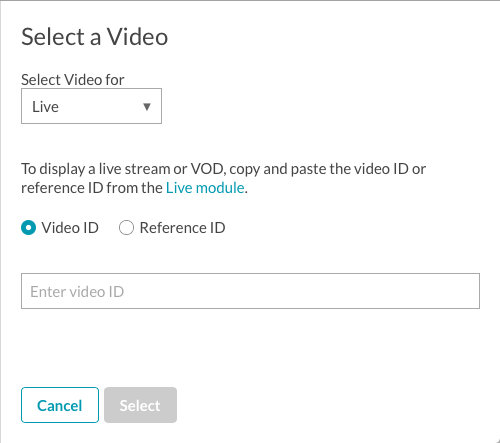 Select a Video
Select Video for
Live
To display a live stream or VOD, copy and paste the video ID or
reference ID from the Live module.
Video ID Reference ID
Enter video ID
Cancel Select